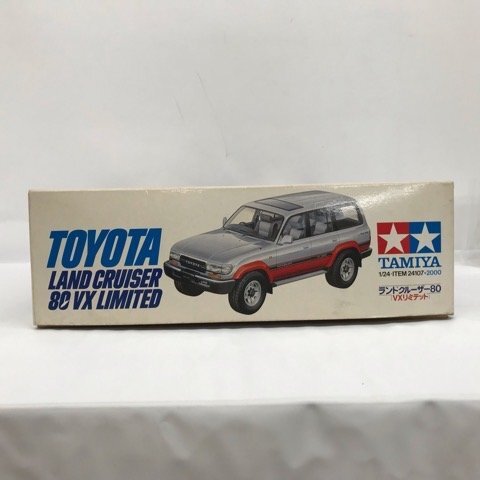 TOYOTA
LAND CRUISER
80 VX LIMITED
TAMIYA
1/24•ITEM 24107•2000
ランドクルーザー80
[VXリミテッド]